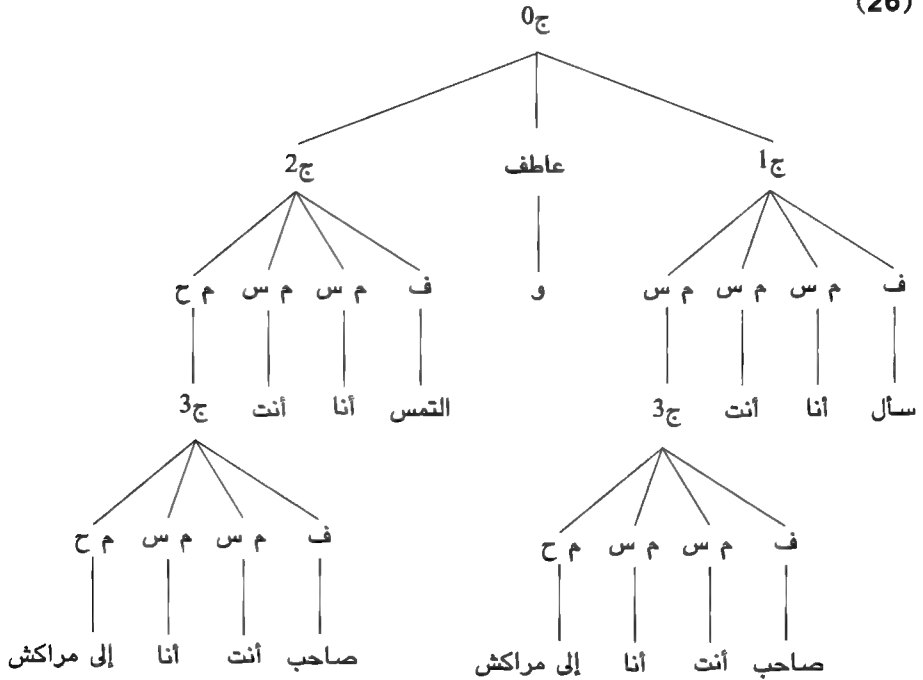 (26)
ج0
ج1 عاطف ج2
ف م س م س م س و ف م س م س م ح
سأل أنا أنت ج3 التمس أنا أنت ج3
ف م س م س م ح ف م س م س م ح
صاحب أنت أنا إلى مراكش صاحب أنت أنا إلى مراكش